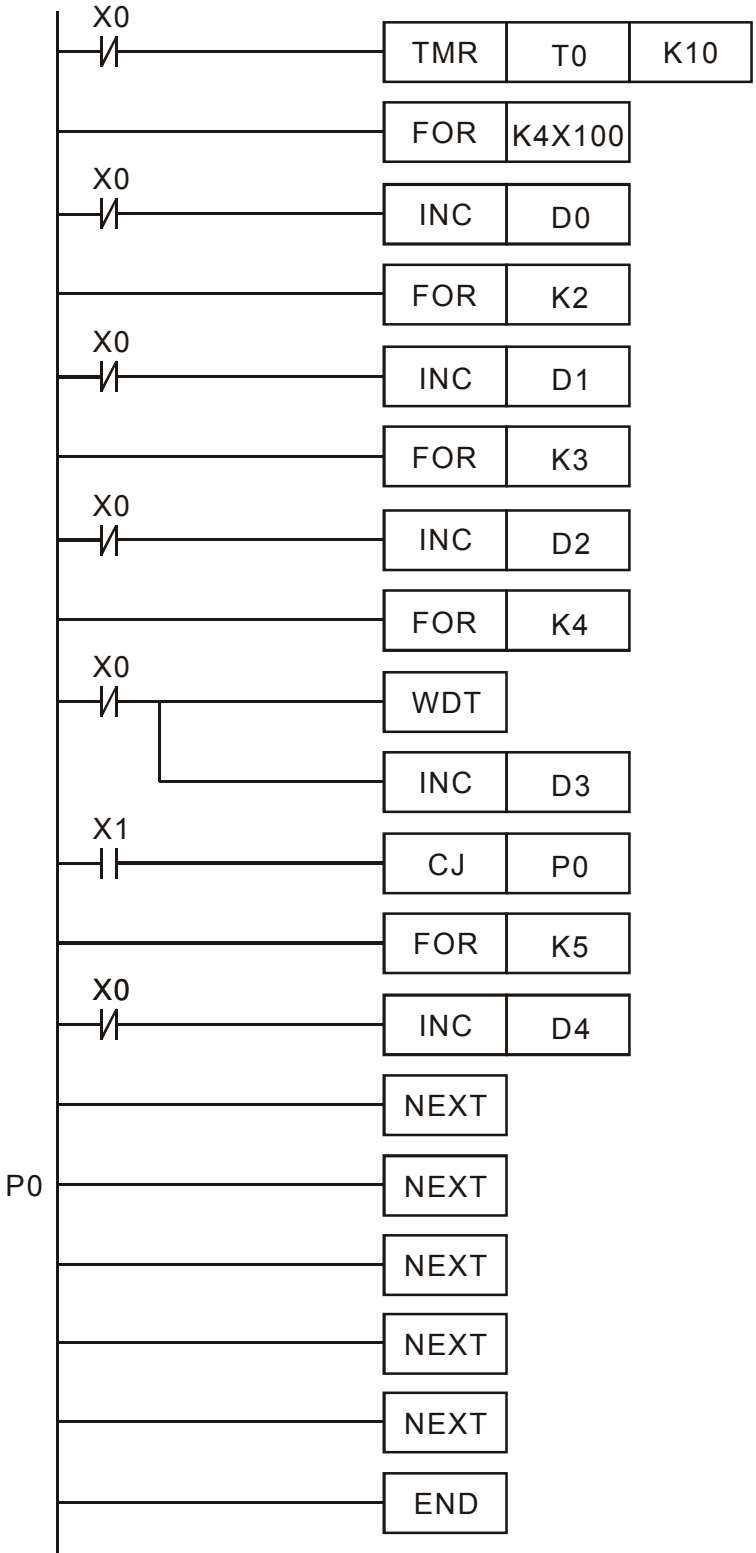 X0
TMR T0 K10
FOR K4X100
X0
INC D0
FOR K2
X0
INC D1
FOR K3
X0
INC D2
FOR K4
X0
WDT
INC D3
X1
CJ P0
FOR K5
X0
INC D4
NEXT
P0 NEXT
NEXT
NEXT
NEXT
END